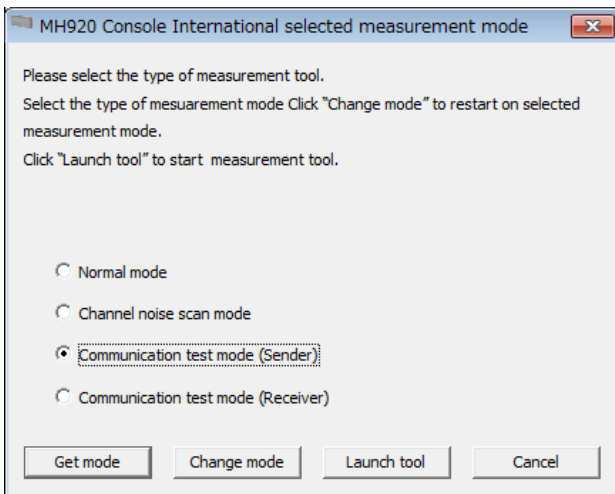 MH920 Console International selected measurement mode
Please select the type of measurement tool.
Select the type of mesuarement mode Click “Change mode” to restart on selected
measurement mode.
Click “Launch tool” to start measurement tool.
Normal mode
Channel noise scan mode
Communication test mode (Sender)
Communication test mode (Receiver)
Get mode Change mode Launch tool Cancel